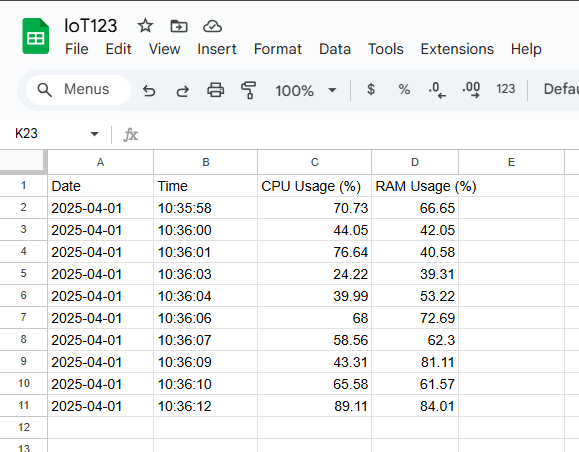 IoT123
File Edit View Insert Format Data Tools Extensions Help
Menus 100% $ % .0 .00 123 Defau
K23 fx
A B C D E
1 Date Time CPU Usage (%) RAM Usage (%)
2 2025-04-01 10:35:58 70.73 66.65
3 2025-04-01 10:36:00 44.05 42.05
4 2025-04-01 10:36:01 76.64 40.58
5 2025-04-01 10:36:03 24.22 39.31
6 2025-04-01 10:36:04 39.99 53.22
7 2025-04-01 10:36:06 68 72.69
8 2025-04-01 10:36:07 58.56 62.3
9 2025-04-01 10:36:09 43.31 81.11
10 2025-04-01 10:36:10 65.58 61.57
11 2025-04-01 10:36:12 89.11 84.01
12
13